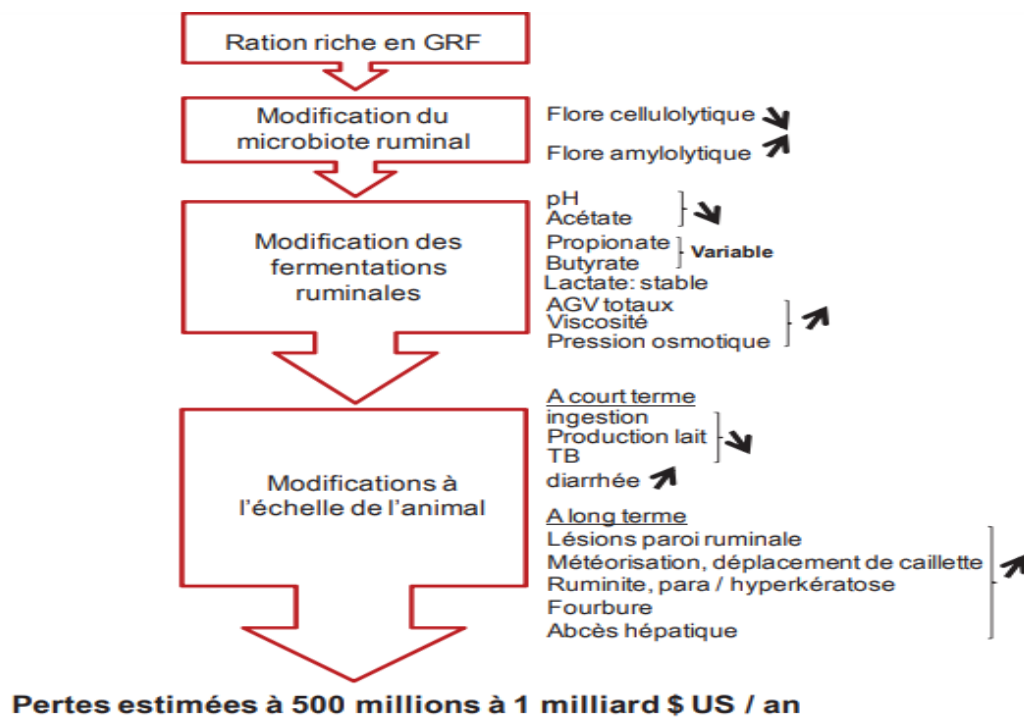 Ration riche en GRF
Modification du
microbiote ruminal
Flore cellulolytique
Flore amylolytique
Modification des
fermentations
ruminales
pH
Acétate
Propionate
Butyrate
Variable
Lactate: stable
AGV totaux
Viscosité
Pression osmotique
Modifications à
l'échelle de l'animal
A court terme
ingestion
Production lait
TB
diarrhée
A long terme
Lésions paroi ruminale
Météorisation, déplacement de caillette
Ruminite, para / hyperkératose
Fourbure
Abcès hépatique
Pertes estimées à 500 millions à 1 milliard $ US / an